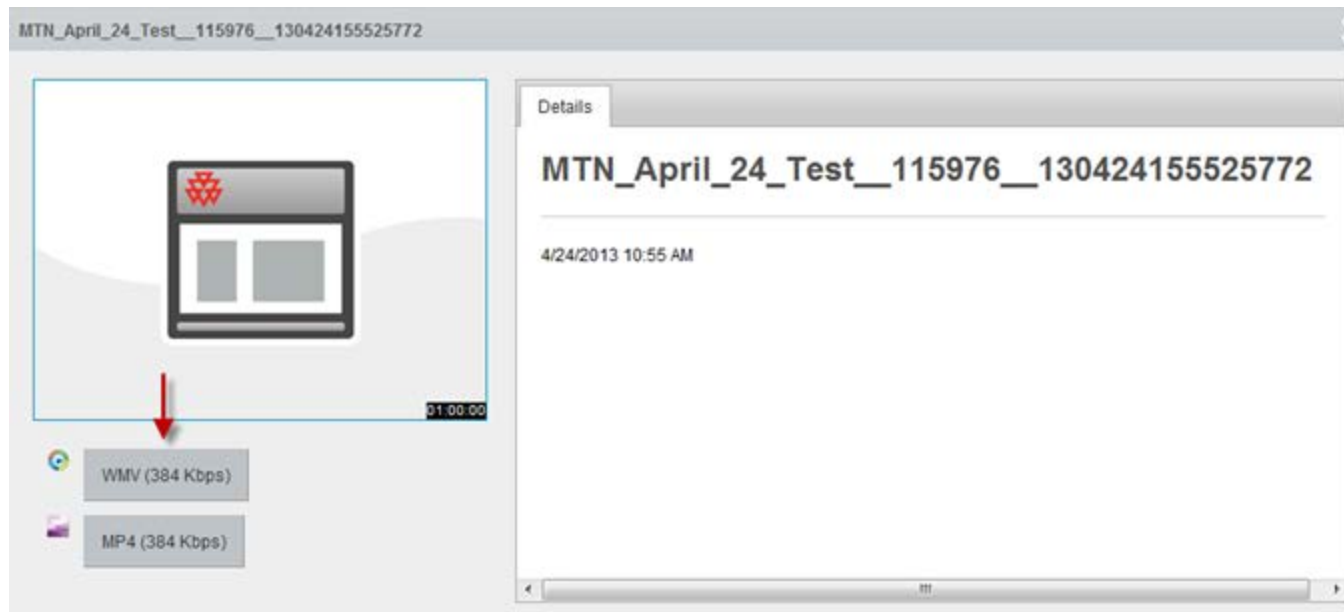 MTN_April_24_Test__115976__130424155525772
01:00:00
WMV (384 Kbps)
MP4 (384 Kbps)
Details
MTN_April_24_Test__115976__130424155525772
4/24/2013 10:55 AM